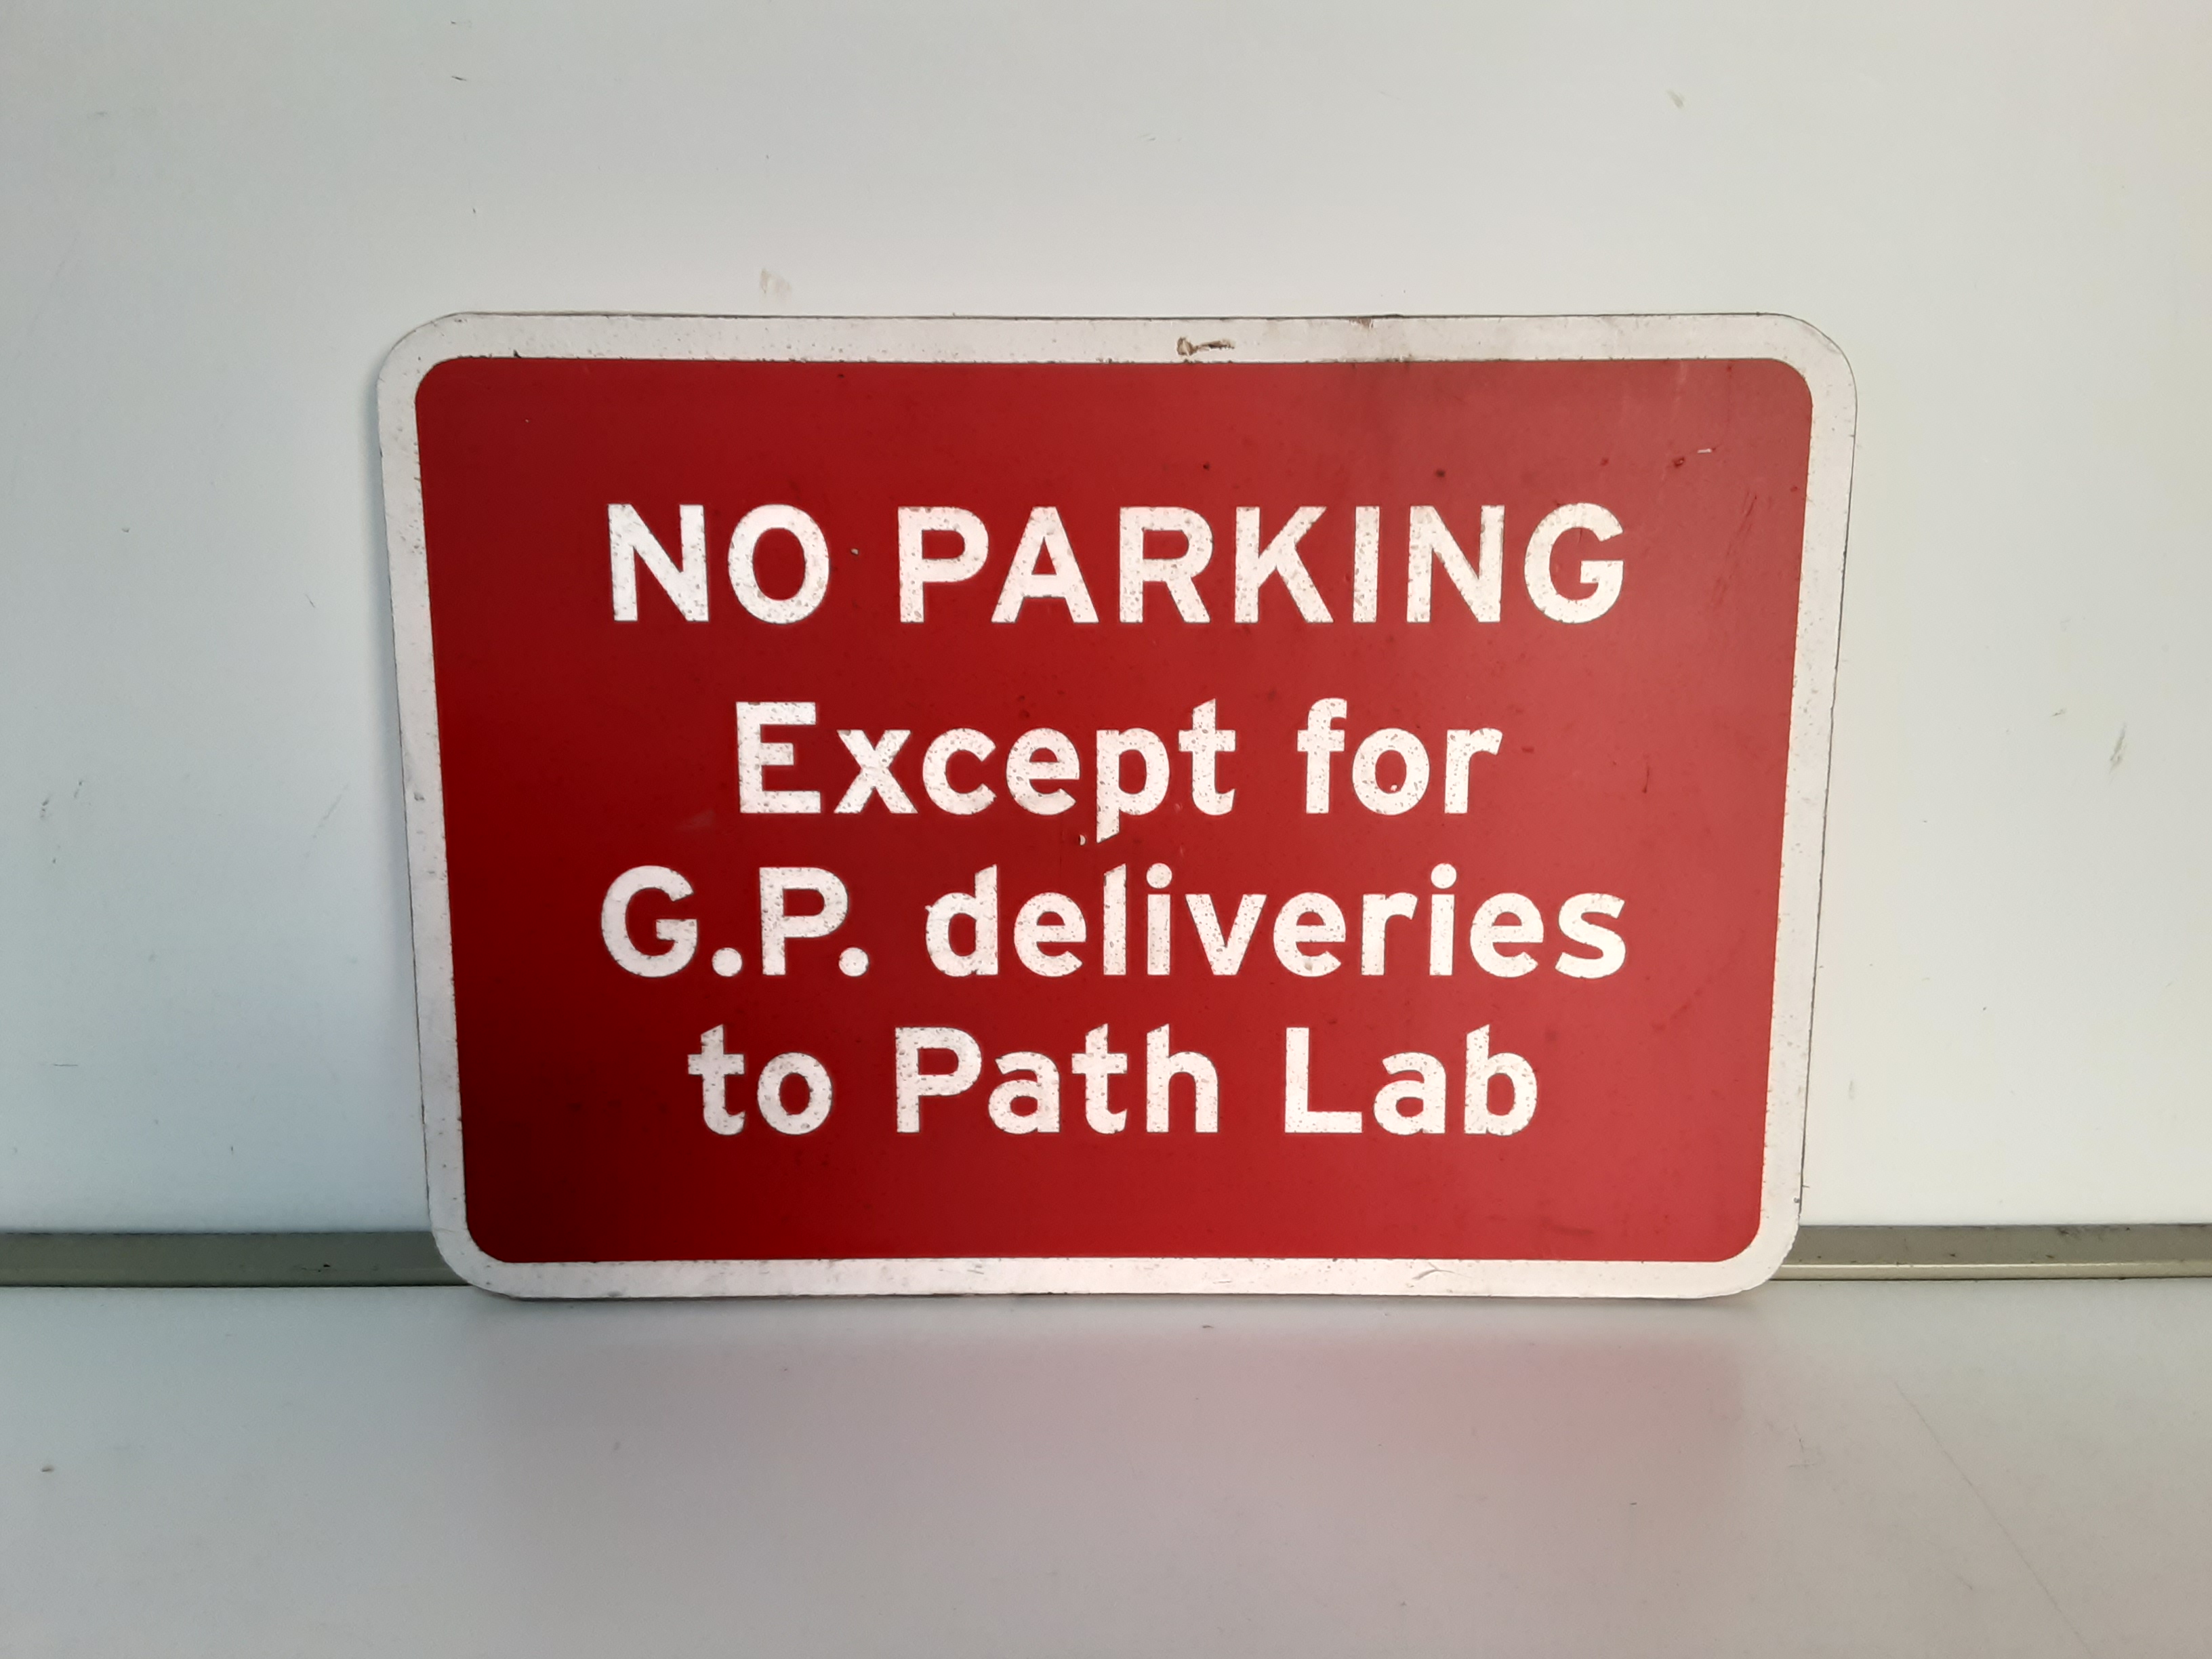 NO PARKING
Except for
G.P. deliveries
to Path Lab